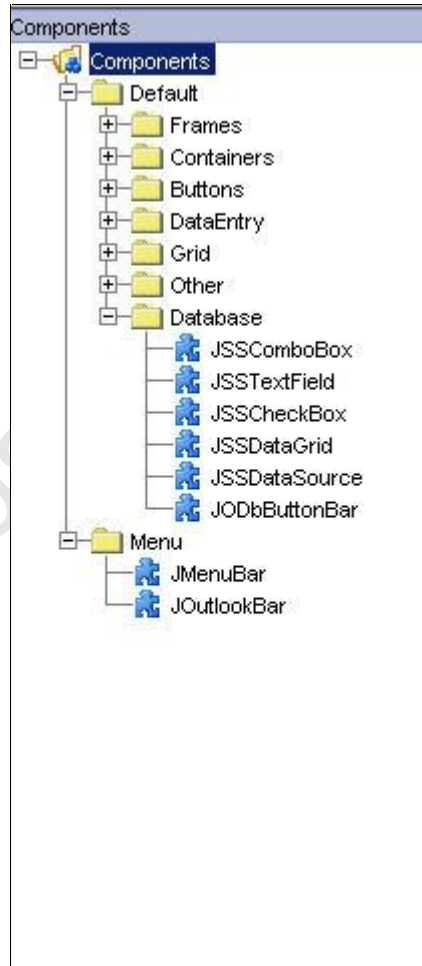 Components
Components
Default
Frames
Containers
Buttons
DataEntry
Grid
Other
Database
JSSComboBox
JSSTextField
JSSCheckBox
JSSDataGrid
JSSDataSource
JODbButtonBar
Menu
JMenuBar
JOutlookBar